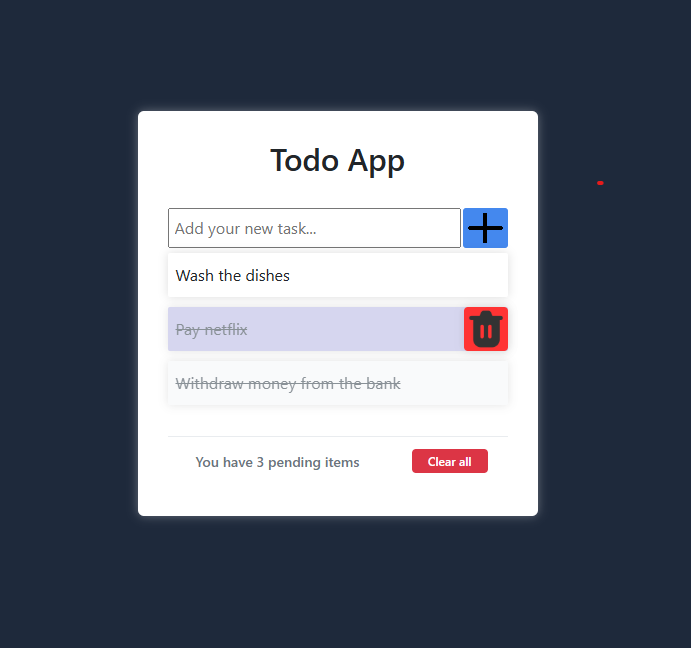 Todo App
Add your new task...
Wash the dishes
Pay netflix
Withdraw money from the bank
You have 3 pending items
Clear all